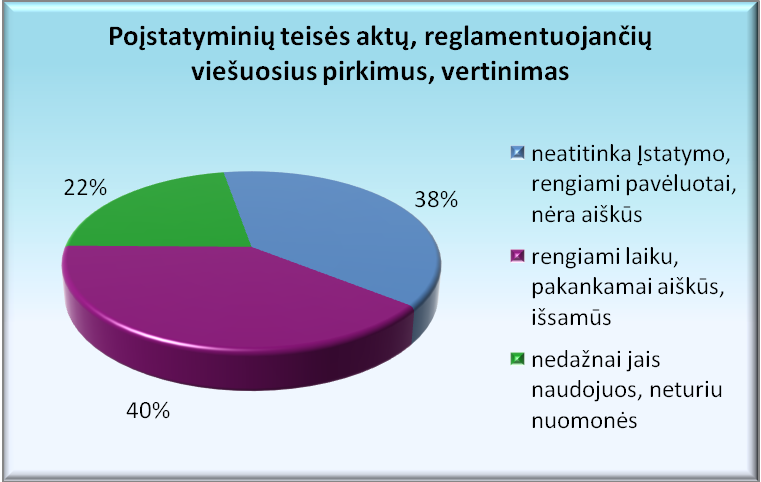 Poįstatyminių teisės aktų, reglamentuojančių
viešuosius pirkimus, vertinimas
22%
38%
40%
neatitinka Įstatymo,
rengiami pavėluotai,
nėra aiškūs
rengiami laiku,
pakankamai aiškūs,
išsamūs
nedažnai jais
naudojuos, neturiu
nuomonės